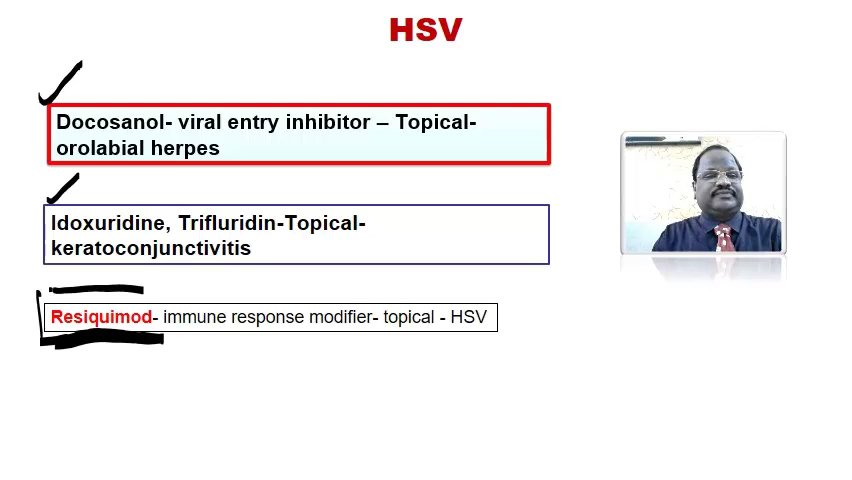 HSV
Docosanol- viral entry inhibitor – Topical-
orolabial herpes
Idoxuridine, Trifluridin-Topical-
keratoconjunctivitis
Resiquimod- immune response modifier- topical - HSV